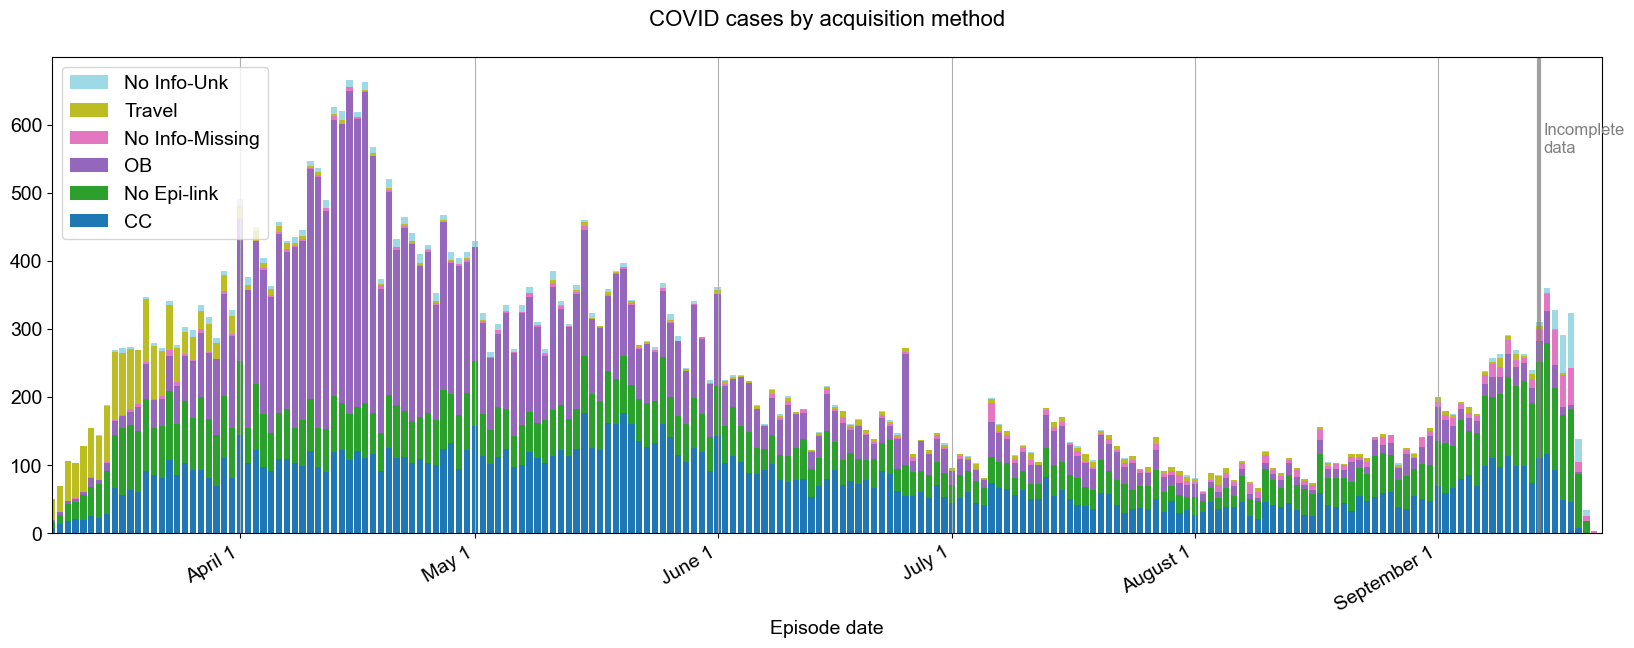 COVID cases by acquisition method
No Info-Unk
Travel
No Info-Missing
OB
No Epi-link
CC
Incomplete
data
600
500
400
300
200
100
0
April 1
May 1
June 1
July 1
August 1
September 1
Episode date